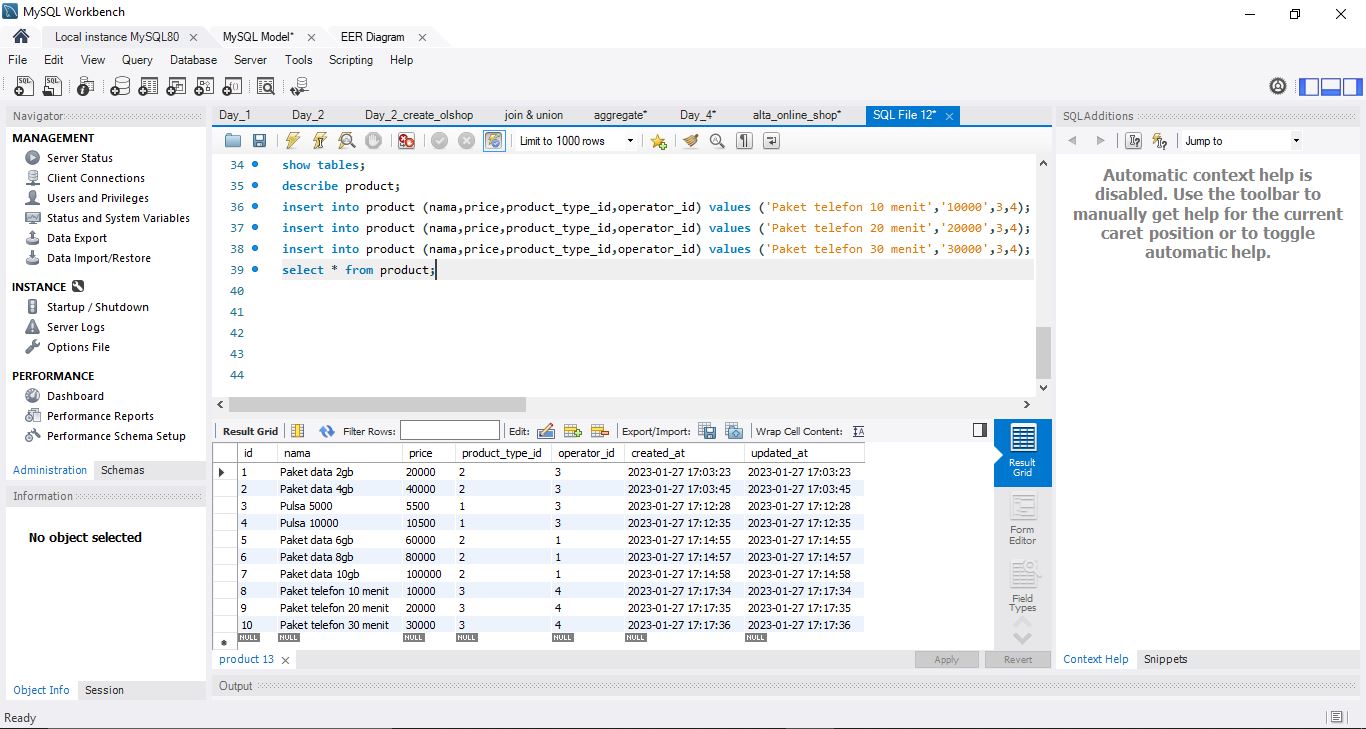 MySQL Workbench
Local instance MySQL80
MySQL Model*
EER Diagram
File Edit View Query Database Server Tools Scripting Help
Navigator
MANAGEMENT
Server Status
Client Connections
Users and Privileges
Status and System Variables
Data Export
Data Import/Restore
INSTANCE
Startup / Shutdown
Server Logs
Options File
PERFORMANCE
Dashboard
Performance Reports
Performance Schema Setup
Administration Schemas
Information
No object selected
Object Info Session
Day_1 Day_2 Day_2_create_olshop join & union aggregate* Day_4* alta_online_shop* SQL File 12*
Limit to 1000 rows
34 show tables;
35 describe product;
36 insert into product (nama,price,product_type_id,operator_id) values ('Paket telefon 10 menit','10000',3,4);
37 insert into product (nama,price,product_type_id,operator_id) values ('Paket telefon 20 menit','20000',3,4);
38 insert into product (nama,price,product_type_id,operator_id) values ('Paket telefon 30 menit','30000',3,4);
39 select * from product;
40
41
42
43
44
Result Grid Filter Rows: Edit: Export/Import: Wrap Cell Content:
id nama price product_type_id operator_id created_at updated_at
1 Paket data 2gb 20000 2 3 2023-01-27 17:03:23 2023-01-27 17:03:23
2 Paket data 4gb 40000 2 3 2023-01-27 17:03:45 2023-01-27 17:03:45
3 Pulsa 5000 5500 1 3 2023-01-27 17:12:28 2023-01-27 17:12:28
4 Pulsa 10000 10500 1 3 2023-01-27 17:12:35 2023-01-27 17:12:35
5 Paket data 6gb 60000 2 1 2023-01-27 17:14:55 2023-01-27 17:14:55
6 Paket data 8gb 80000 2 1 2023-01-27 17:14:57 2023-01-27 17:14:57
7 Paket data 10gb 100000 2 1 2023-01-27 17:14:58 2023-01-27 17:14:58
8 Paket telefon 10 menit 10000 3 4 2023-01-27 17:17:34 2023-01-27 17:17:34
9 Paket telefon 20 menit 20000 3 4 2023-01-27 17:17:35 2023-01-27 17:17:35
10 Paket telefon 30 menit 30000 3 4 2023-01-27 17:17:36 2023-01-27 17:17:36
NULL NULL NULL NULL NULL NULL NULL
Result
Grid
Form
Editor
Field
Types
product 13
Apply Revert
Output
SQLAdditions
Jump to
Automatic context help is
disabled. Use the toolbar to
manually get help for the current
caret position or to toggle
automatic help.
Context Help Snippets
Ready